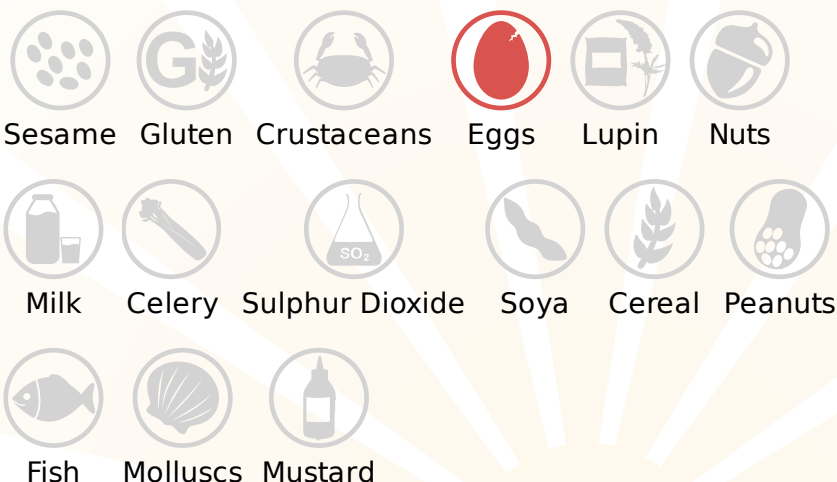 G
Sesame Gluten Crustaceans Eggs Lupin Nuts
SO₂
Milk Celery Sulphur Dioxide Soya Cereal Peanuts
Fish Molluscs Mustard